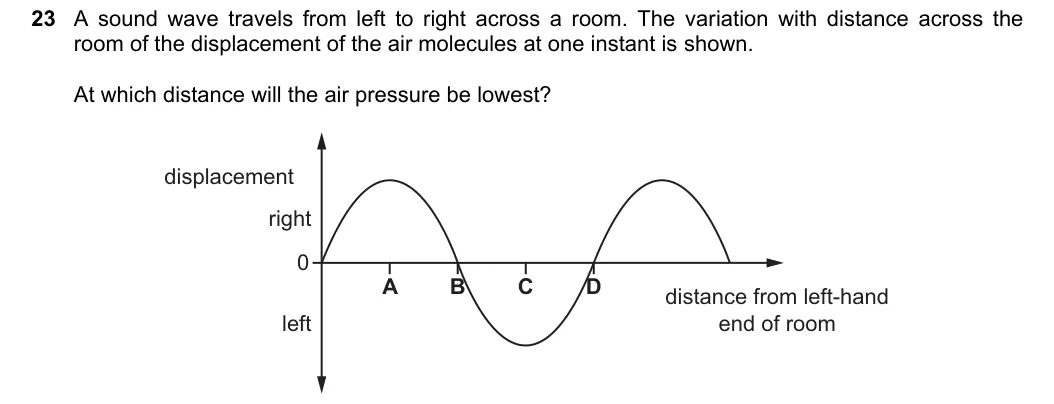 23 A sound wave travels from left to right across a room. The variation with distance across the
room of the displacement of the air molecules at one instant is shown.
At which distance will the air pressure be lowest?
displacement
right
0
A B C D
left
distance from left-hand
end of room